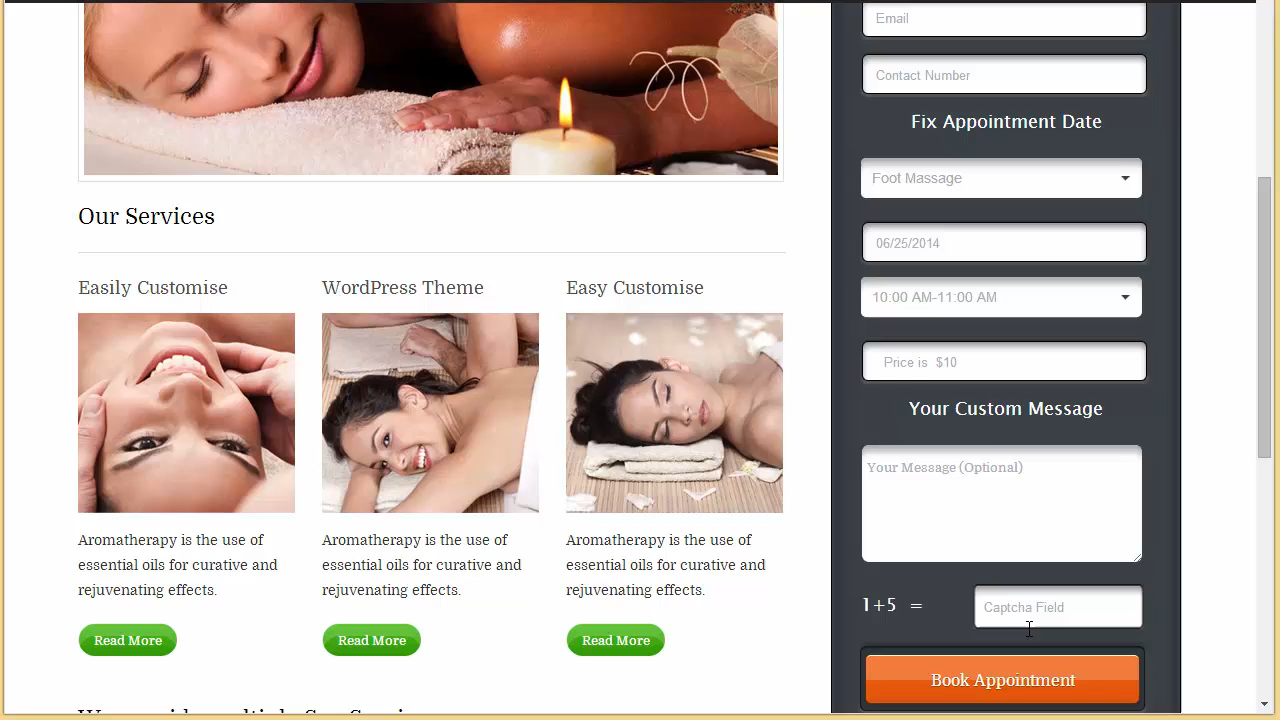 Our Services
Easily Customise
WordPress Theme
Easy Customise
Aromatherapy is the use of
essential oils for curative and
rejuvenating effects.
Aromatherapy is the use of
essential oils for curative and
rejuvenating effects.
Aromatherapy is the use of
essential oils for curative and
rejuvenating effects.
Read More
Read More
Read More
Email
Contact Number
Fix Appointment Date
Foot Massage
06/25/2014
10:00 AM-11:00 AM
Price is $10
Your Custom Message
Your Message (Optional)
1+5 =
Captcha Field
Book Appointment